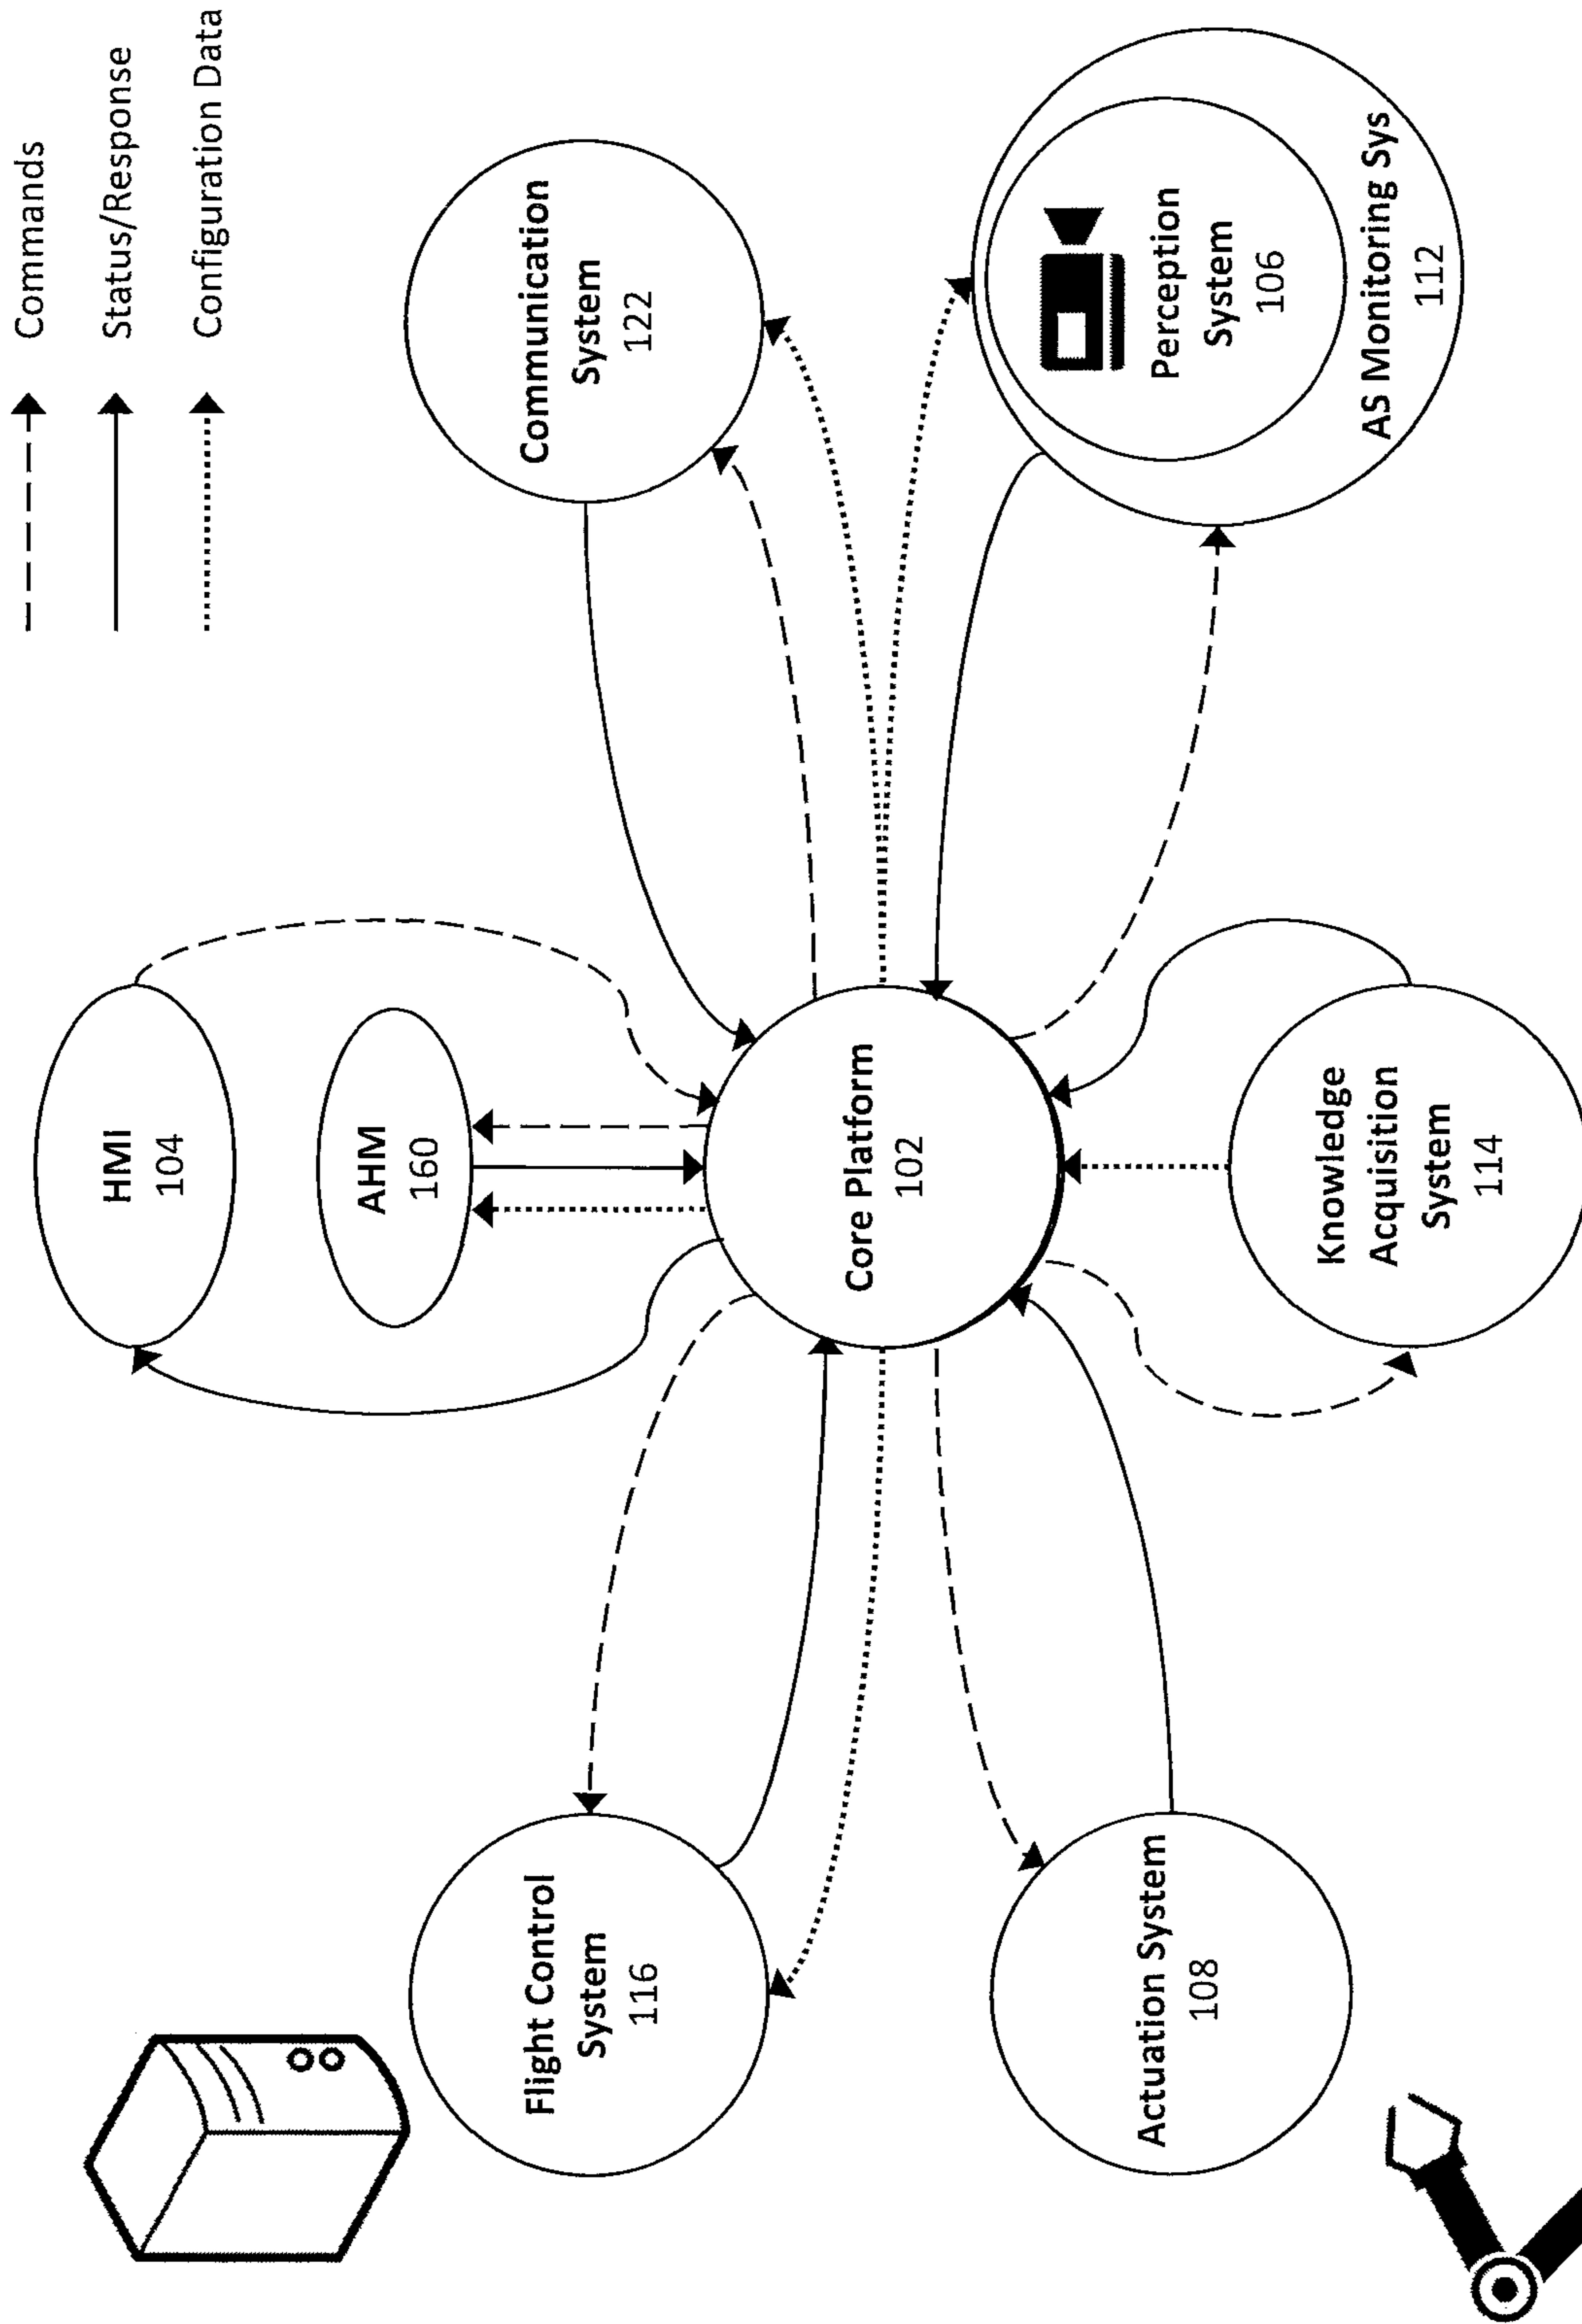 Commands
Status/Response
Configuration Data
HMI
104
AHM
160
Flight Control
System
116
Communication
System
122
Core Platform
102
Actuation System
108
Knowledge
Acquisition
System
114
Perception
System
106
AS Monitoring Sys
112